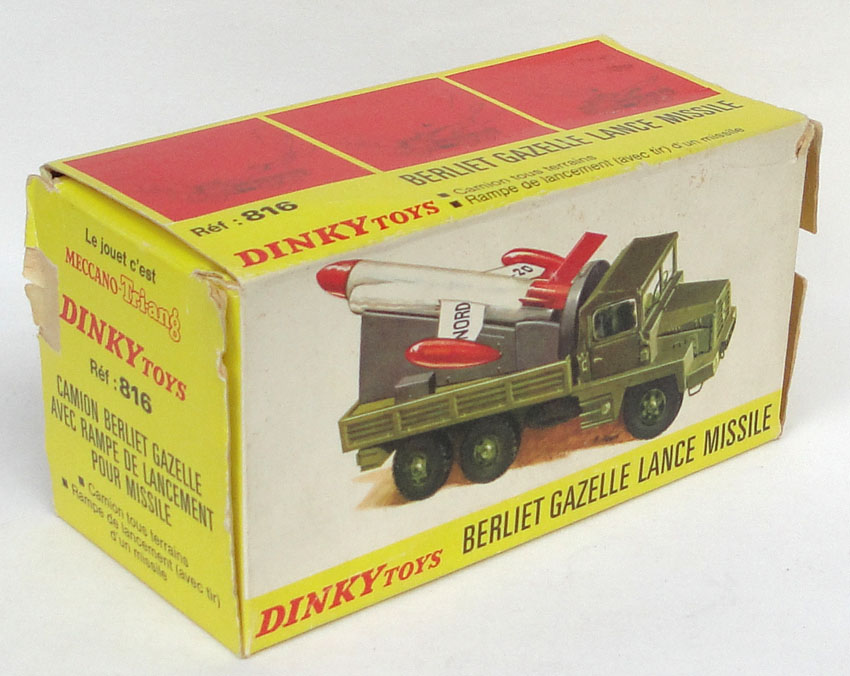 Réf : 816
BERLIET GAZELLE LANCE MISSILE
DINKY TOYS
▪ Camion tous terrains
▪ Rampe de lancement (avec tir) d'un missile
Le jouet c'est
MECCANO-Tri-ang
DINKY TOYS
Réf : 816
CAMION BERLIET GAZELLE
AVEC RAMPE DE LANCEMENT
POUR MISSILE
▪ Camion tous terrains
▪ Rampe de lancement (avec tir)
d'un missile
NORD
-20
DINKY TOYS BERLIET GAZELLE LANCE MISSILE